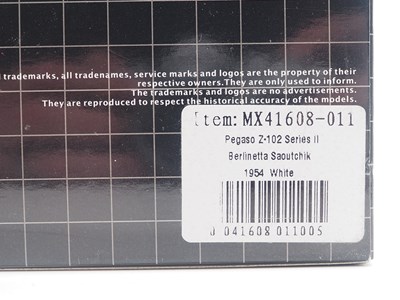 trademarks, all tradenames, service marks and logos are the property of their
respective owners. They are only used to inform.
The trademarks and logos are no advertisements.
They are reproduced to respect the historical accuracy of the models.
Item: MX41608-011
Pegaso Z-102 Series II
Berlinetta Saoutchik
1954 White
0 041608 011005